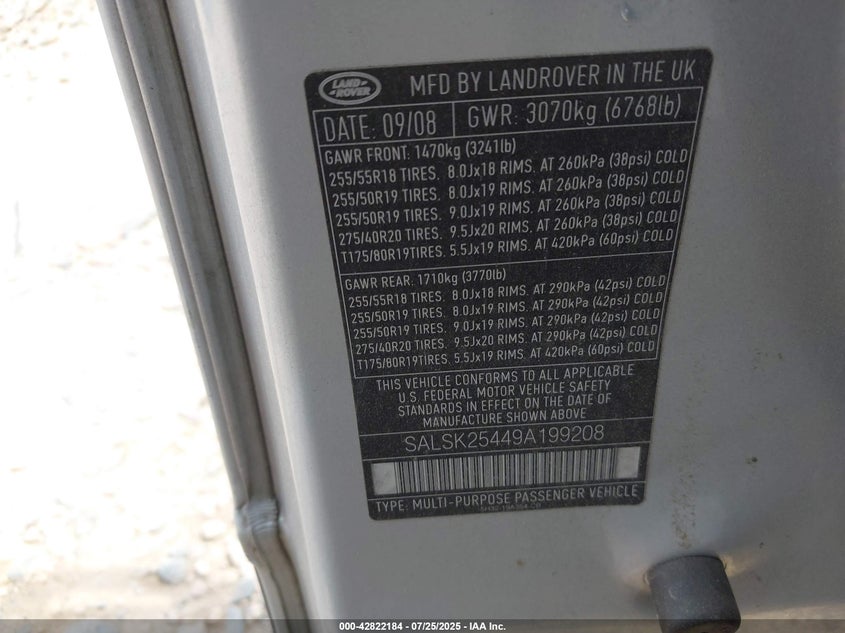 LAND ROVER
MFD BY LANDROVER IN THE UK
DATE: 09/08 GWR: 3070kg (6768lb)
GAWR FRONT. 1470kg (3241lb)
255/55R18 TIRES. 8.0Jx18 RIMS. AT 260kPa (38psi) COLD
255/50R19 TIRES. 8.0Jx19 RIMS. AT 260kPa (38psi) COLD
255/50R19 TIRES. 9.0Jx19 RIMS. AT 260kPa (38psi) COLD
275/40R20 TIRES. 9.5Jx20 RIMS. AT 260kPa (38psi) COLD
T175/80R19TIRES. 5.5Jx19 RIMS. AT 420kPa (60psi) COLD
GAWR REAR. 1710kg (3770lb)
255/55R18 TIRES. 8.0Jx18 RIMS. AT 290kPa (42psi) COLD
255/50R19 TIRES. 8.0Jx19 RIMS. AT 290kPa (42psi) COLD
255/50R19 TIRES. 9.0Jx19 RIMS. AT 290kPa (42psi) COLD
275/40R20 TIRES. 9.5Jx20 RIMS. AT 290kPa (42psi) COLD
T175/80R19TIRES. 5.5Jx19 RIMS. AT 420kPa (60psi) COLD
THIS VEHICLE CONFORMS TO ALL APPLICABLE
U.S. FEDERAL MOTOR VEHICLE SAFETY
STANDARDS IN EFFECT ON THE DATE OF
MANUFACTURE SHOWN ABOVE
SALSK25449A199208
TYPE: MULTI-PURPOSE PASSENGER VEHICLE
000-42822184 - 07/25/2025 - IAA Inc.